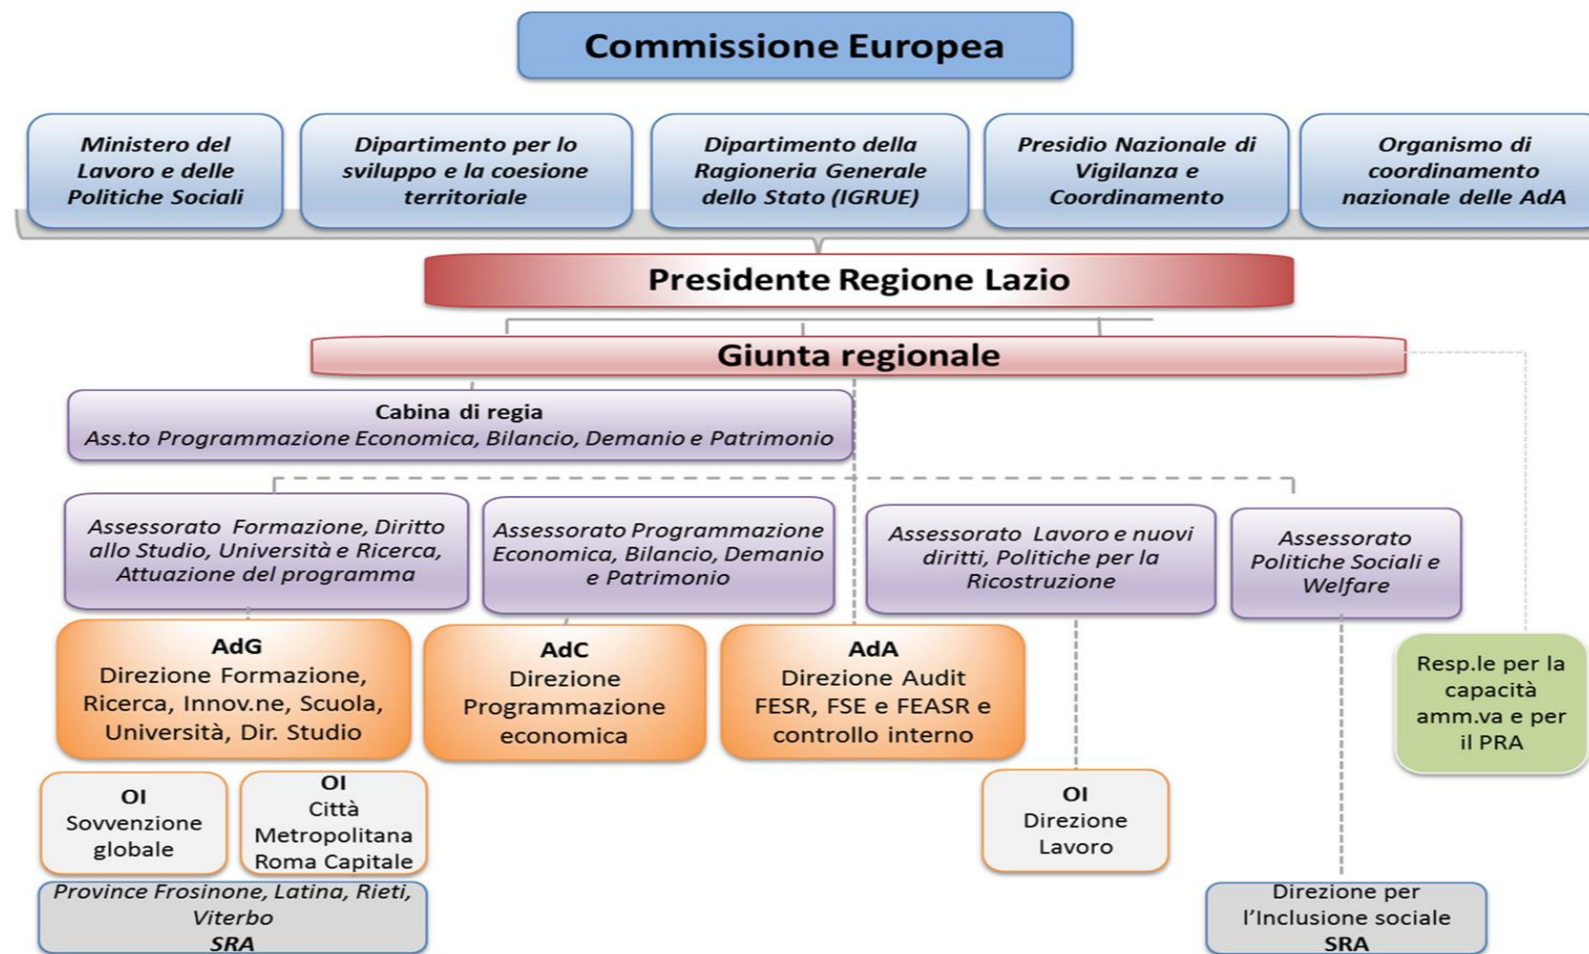 Commissione Europea
Ministero del
Lavoro e delle
Politiche Sociali
Dipartimento per lo
sviluppo e la coesione
territoriale
Dipartimento della
Ragioneria Generale
dello Stato (IGRUE)
Presidio Nazionale di
Vigilanza e
Coordinamento
Organismo di
coordinamento
nazionale delle AdA
Presidente Regione Lazio
Giunta regionale
Cabina di regia
Ass.to Programmazione Economica, Bilancio, Demanio e Patrimonio
Assessorato Formazione, Diritto
allo Studio, Università e Ricerca,
Attuazione del programma
Assessorato Programmazione
Economica, Bilancio, Demanio
e Patrimonio
Assessorato Lavoro e nuovi
diritti, Politiche per la
Ricostruzione
Assessorato
Politiche Sociali e
Welfare
AdG
Direzione Formazione,
Ricerca, Innov.ne, Scuola,
Università, Dir. Studio
AdC
Direzione
Programmazione
economica
AdA
Direzione Audit
FESR, FSE e FEASR e
controllo interno
Resp.le per la
capacità
amm.va e per
il PRA
OI
Sovvenzione
globale
OI
Città
Metropolitana
Roma Capitale
OI
Direzione
Lavoro
Province Frosinone, Latina, Rieti,
Viterbo
SRA
Direzione per
l’Inclusione sociale
SRA